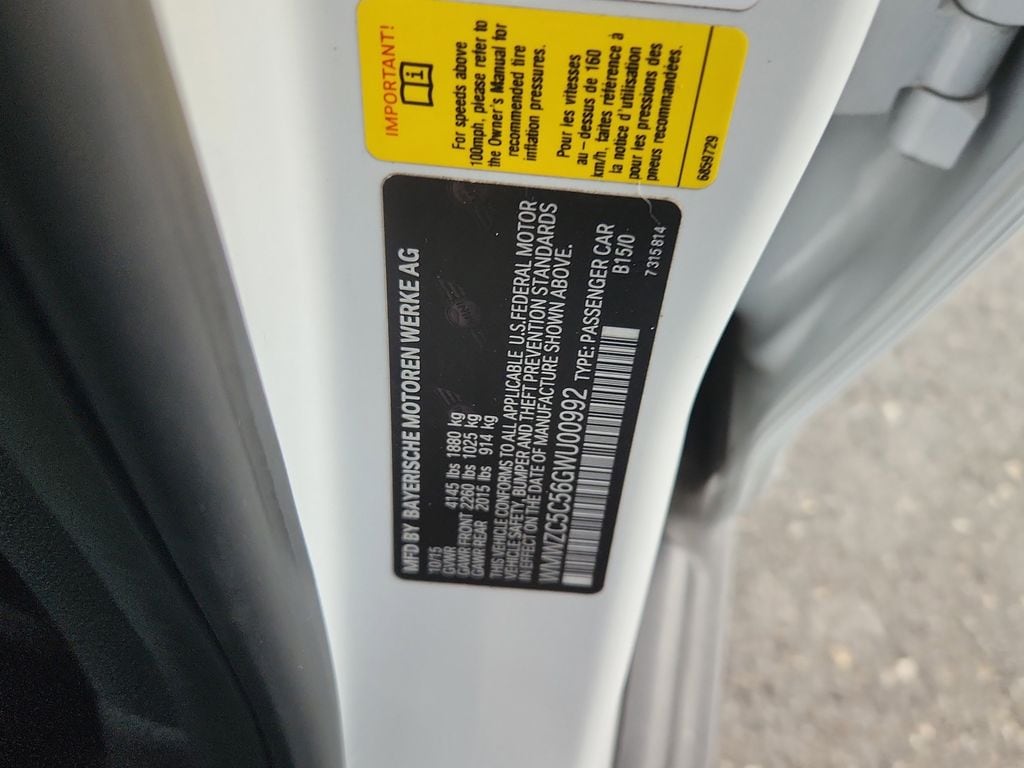 IMPORTANT!
For speeds above
100mph, please refer to
the Owner's Manual for
recommended tire
inflation pressures.
Pour les vitesses
au-dessus de 160
km/h, faites référence à
la notice d'utilisation
pour les pressions des
pneus recommandées.
6859729
MFD BY BAYERISCHE MOTOREN WERKE AG
10/15
GVWR 4145 lbs 1880 kg
GAWR FRONT 2260 lbs 1025 kg
GAWR REAR 2015 lbs 914 kg
THIS VEHICLE CONFORMS TO ALL APPLICABLE U.S. FEDERAL MOTOR
VEHICLE SAFETY, BUMPER AND THEFT PREVENTION STANDARDS
IN EFFECT ON THE DATE OF MANUFACTURE SHOWN ABOVE.
WMWZC5C56GWU00992 TYPE: PASSENGER CAR
B15/0
7 315 814